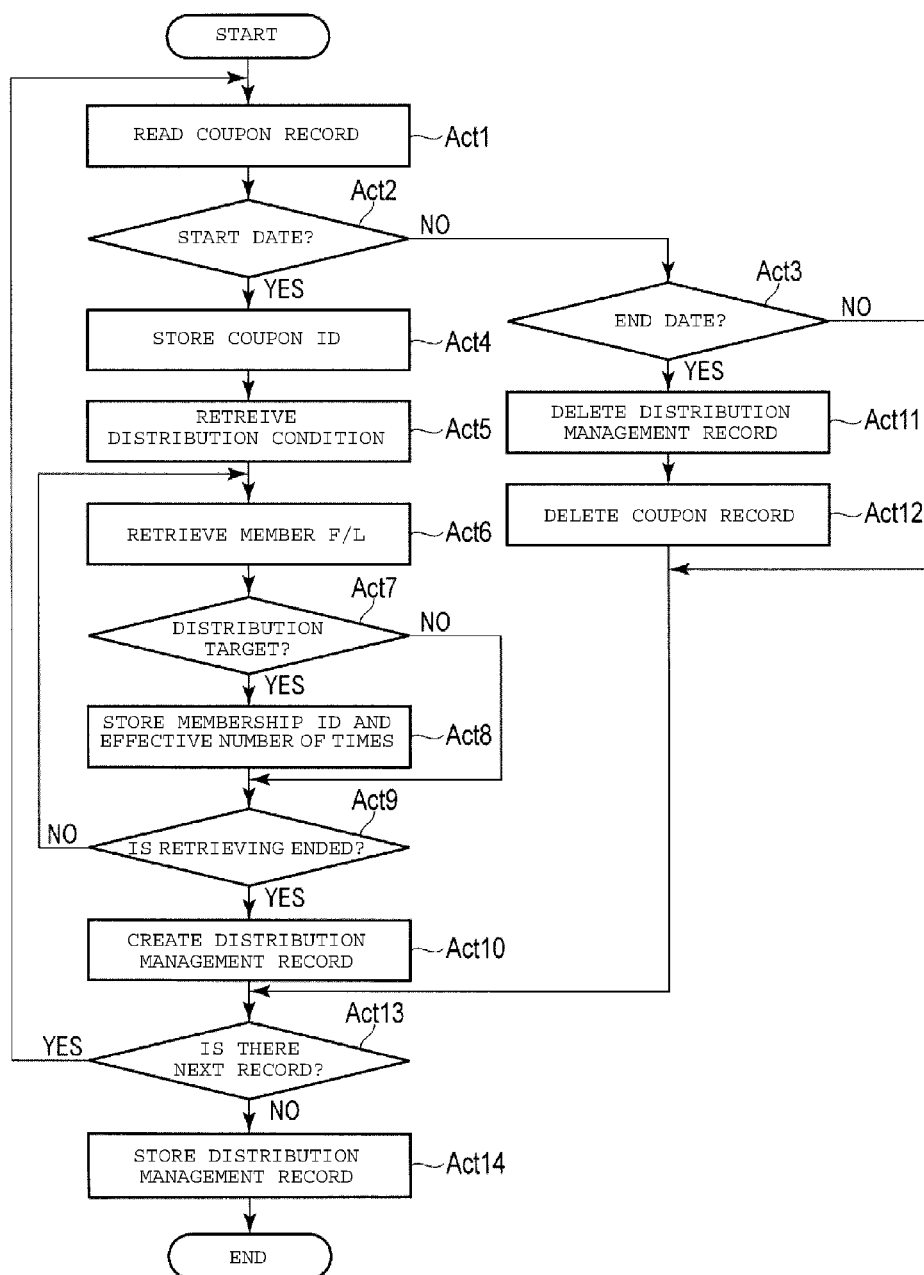 START
READ COUPON RECORD
Act1
Act2
START DATE?
NO
YES
Act3
END DATE?
NO
YES
STORE COUPON ID
Act4
RETREIVE
DISTRIBUTION CONDITION
Act5
DELETE DISTRIBUTION
MANAGEMENT RECORD
Act11
DELETE COUPON RECORD
Act12
RETRIEVE MEMBER F/L
Act6
Act7
DISTRIBUTION
TARGET?
NO
YES
STORE MEMBERSHIP ID AND
EFFECTIVE NUMBER OF TIMES
Act8
Act9
IS RETRIEVING ENDED?
NO
YES
CREATE DISTRIBUTION
MANAGEMENT RECORD
Act10
Act13
IS THERE
NEXT RECORD?
YES
NO
STORE DISTRIBUTION
MANAGEMENT RECORD
Act14
END